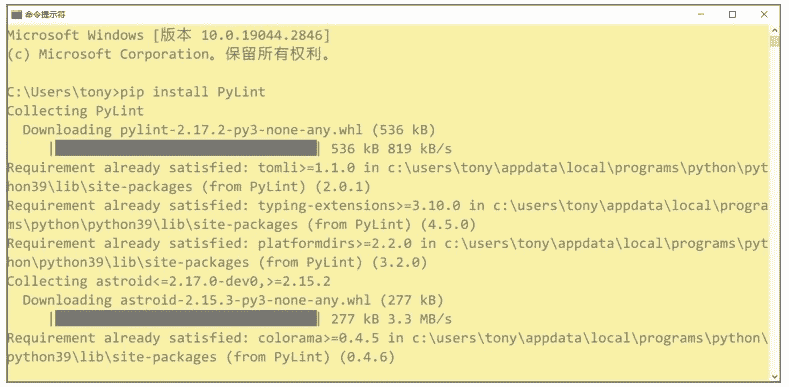 命令提示符
Microsoft Windows [版本 10.0.19044.2846]
(c) Microsoft Corporation。保留所有权利。
C:\Users\tony>pip install PyLint
Collecting PyLint
Downloading pylint-2.17.2-py3-none-any.whl (536 kB)
536 kB 819 kB/s
Requirement already satisfied: tomli>=1.1.0 in c:\users\tony\appdata\local\programs\python\pyt
hon39\lib\site-packages (from PyLint) (2.0.1)
Requirement already satisfied: typing-extensions>=3.10.0 in c:\users\tony\appdata\local\progra
ms\python\python39\lib\site-packages (from PyLint) (4.5.0)
Requirement already satisfied: platformdirs>=2.2.0 in c:\users\tony\appdata\local\programs\pyt
hon\python39\lib\site-packages (from PyLint) (3.2.0)
Collecting astroid<=2.17.0-dev0,>=2.15.2
Downloading astroid-2.15.3-py3-none-any.whl (277 kB)
277 kB 3.3 MB/s
Requirement already satisfied: colorama>=0.4.5 in c:\users\tony\appdata\local\programs\python\
python39\lib\site-packages (from PyLint) (0.4.6)